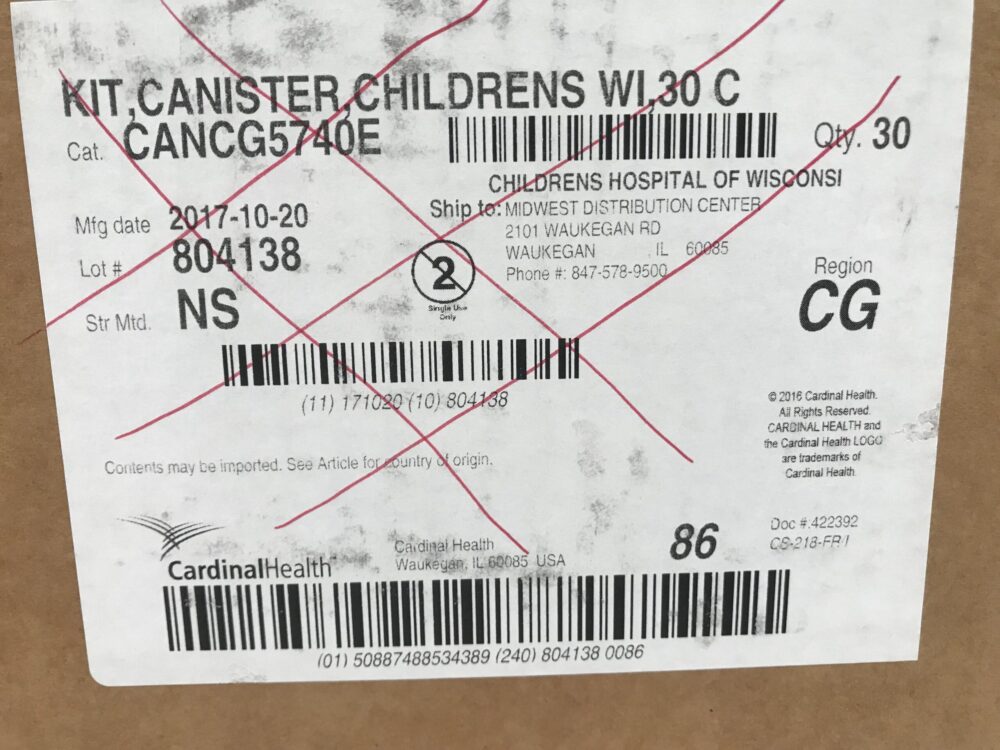 KIT,CANISTER,CHILDRENS WI,30 C
Cat. CANCG5740E
Qty. 30
CHILDRENS HOSPITAL OF WISCONSI
Ship to: MIDWEST DISTRIBUTION CENTER
2101 WAUKEGAN RD
WAUKEGAN IL 60085
Phone #: 847-578-9500
Mfg date 2017-10-20
Lot # 804138
Str Mtd. NS
2
Single Use
Only
Region
CG
(11) 171020 (10) 804138
© 2016 Cardinal Health.
All Rights Reserved.
CARDINAL HEALTH and
the Cardinal Health LOGO
are trademarks of
Cardinal Health.
Contents may be imported. See Article for country of origin.
CardinalHealth
Cardinal Health
Waukegan, IL 60085 USA
86
Doc #:422392
(01) 50887488534389 (240) 804138 0086